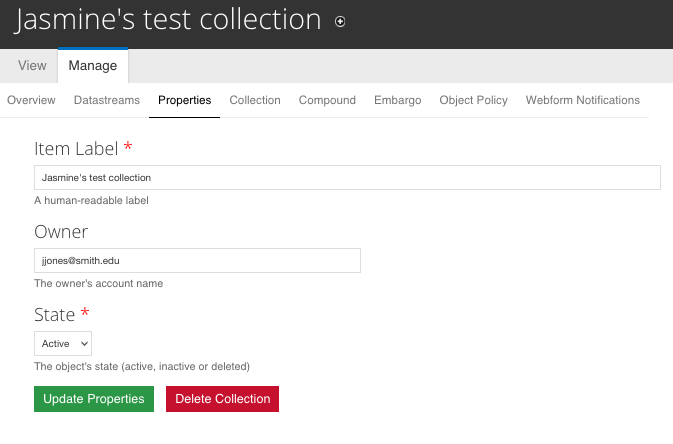 Jasmine's test collection
View Manage
Overview Datastreams Properties Collection Compound Embargo Object Policy Webform Notifications
Item Label *
Jasmine's test collection
A human-readable label
Owner
jjones@smith.edu
The owner's account name
State *
Active
The object's state (active, inactive or deleted)
Update Properties Delete Collection